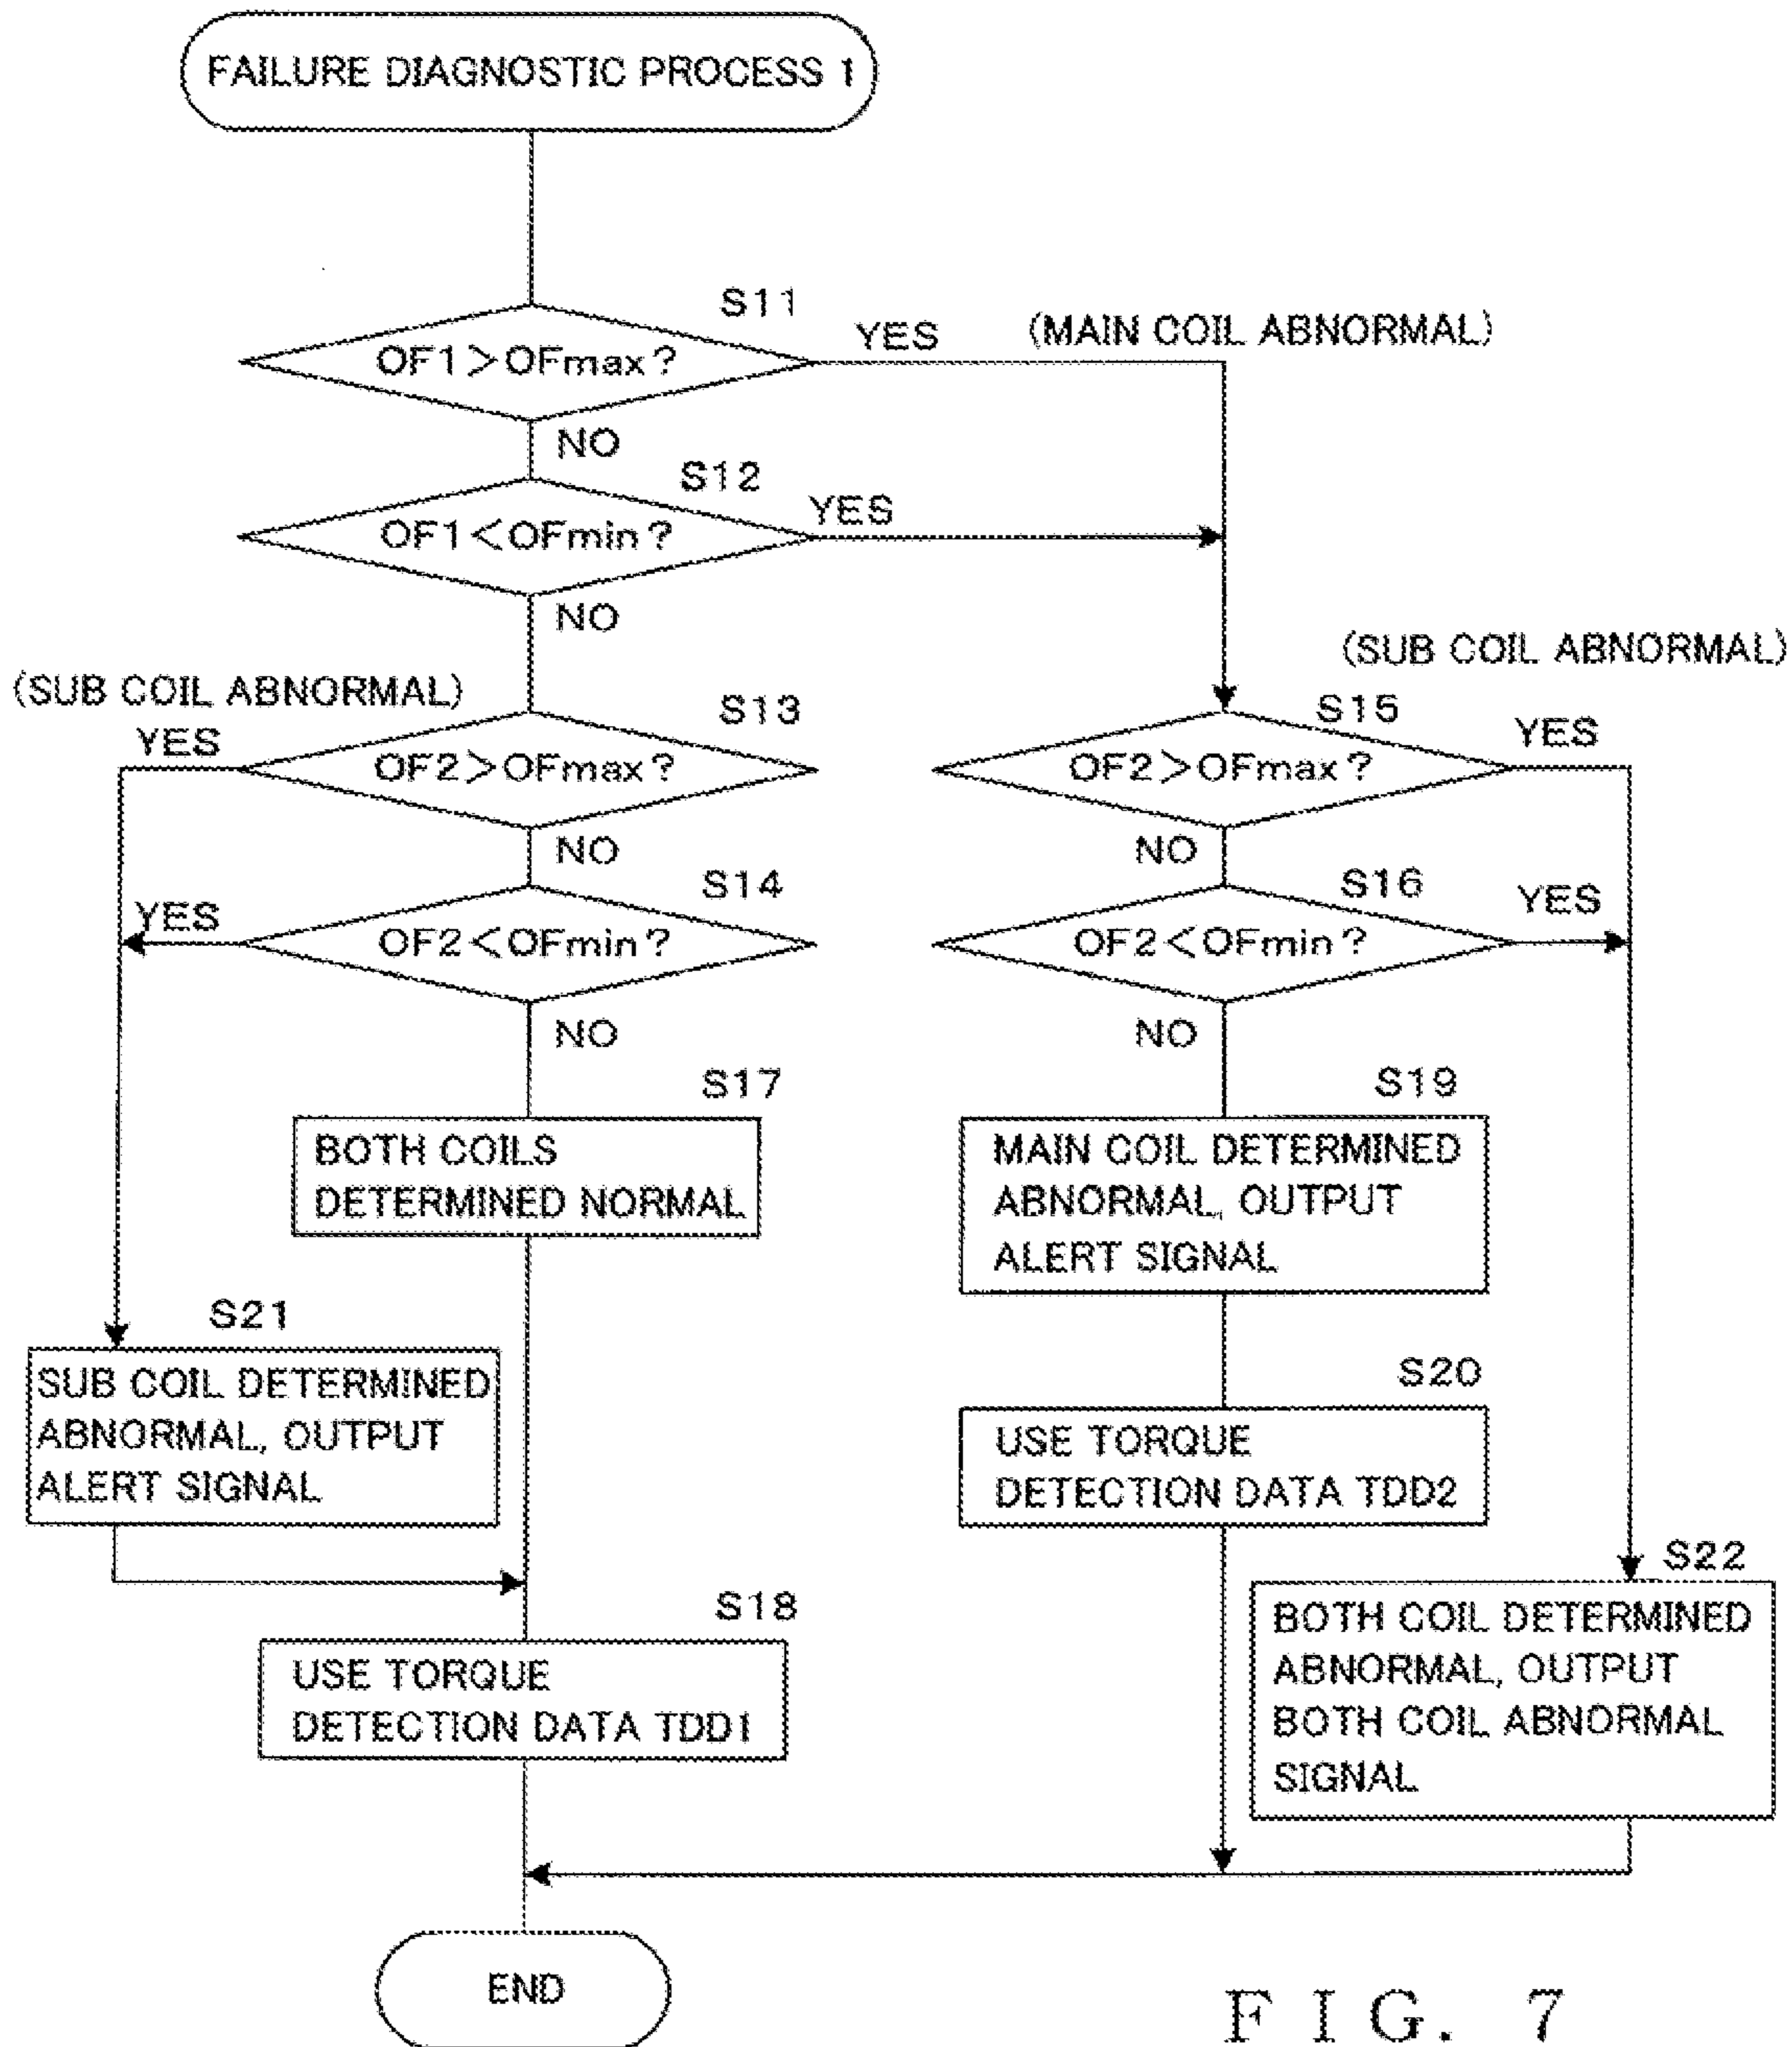 FAILURE DIAGNOSTIC PROCESS 1
S11
OF1>OFmax?
YES
(MAIN COIL ABNORMAL)
NO
S12
OF1<OFmin?
YES
NO
(SUB COIL ABNORMAL)
(SUB COIL ABNORMAL)
S13
YES
OF2>OFmax?
S15
OF2>OFmax?
YES
NO
NO
S14
YES
OF2<OFmin?
S16
OF2<OFmin?
YES
NO
NO
S17
BOTH COILS
DETERMINED NORMAL
S19
MAIN COIL DETERMINED
ABNORMAL, OUTPUT
ALERT SIGNAL
S21
SUB COIL DETERMINED
ABNORMAL, OUTPUT
ALERT SIGNAL
S20
USE TORQUE
DETECTION DATA TDD2
S18
USE TORQUE
DETECTION DATA TDD1
S22
BOTH COIL DETERMINED
ABNORMAL, OUTPUT
BOTH COIL ABNORMAL
SIGNAL
END
FIG. 7